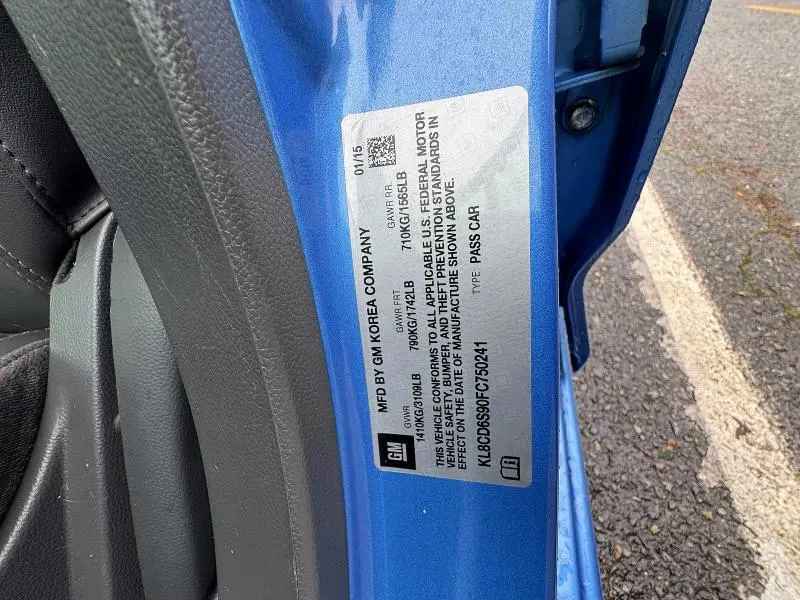 GM
MFD BY GM KOREA COMPANY 01/15
GVWR GAWR FRT. GAWR RR.
1410KG/3109LB 790KG/1742LB 710KG/1565LB
THIS VEHICLE CONFORMS TO ALL APPLICABLE U.S. FEDERAL MOTOR
VEHICLE SAFETY, BUMPER, AND THEFT PREVENTION STANDARDS IN
EFFECT ON THE DATE OF MANUFACTURE SHOWN ABOVE.
KL8CD6S90FC750241 TYPE: PASS CAR